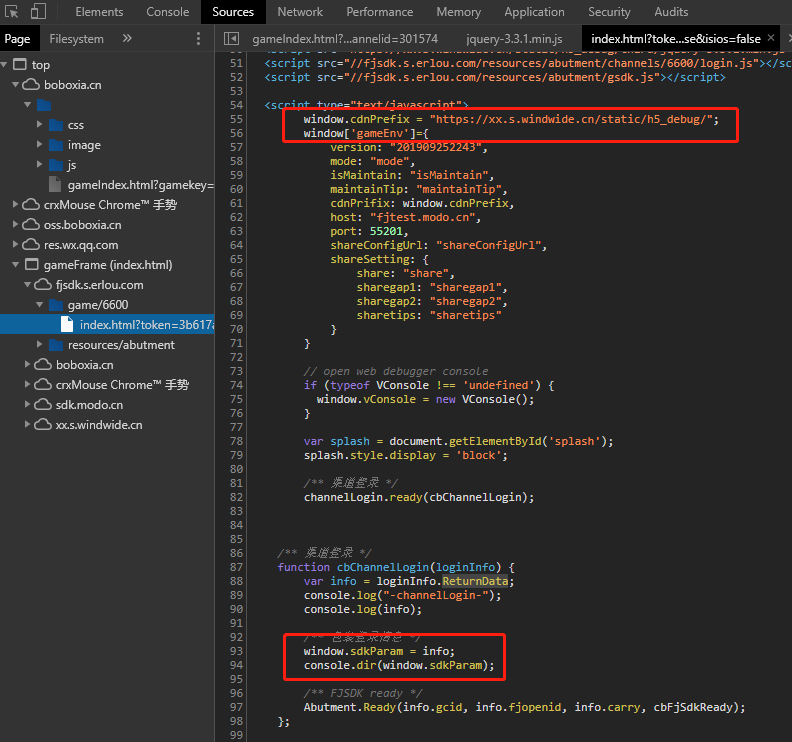 Elements Console Sources Network Performance Memory Application Security Audits
Page Filesystem »
gameIndex.html?…annelid=301574 jquery-3.3.1.min.js index.html?toke…se&isios=false ×
top
boboxia.cn
css
image
js
gameIndex.html?gamekey=
crxMouse Chrome™ 手势
oss.boboxia.cn
res.wx.qq.com
gameFrame (index.html)
fjsdk.s.erlou.com
game/6600
index.html?token=3b617a
resources/abutment
boboxia.cn
crxMouse Chrome™ 手势
sdk.modo.cn
xx.s.windwide.cn
51 <script src="//fjsdk.s.erlou.com/resources/abutment/channels/6600/login.js"></sc
52 <script src="//fjsdk.s.erlou.com/resources/abutment/gsdk.js"></script>
53
54 <script type="text/javascript">
55 window.cdnPrefix = "https://xx.s.windwide.cn/static/h5_debug/";
56 window['gameEnv']={
57 version: "201909252243",
58 mode: "mode",
59 isMaintain: "isMaintain",
60 maintainTip: "maintainTip",
61 cdnPrifix: window.cdnPrefix,
62 host: "fjtest.modo.cn",
63 port: 55201,
64 shareConfigUrl: "shareConfigUrl",
65 shareSetting: {
66 share: "share",
67 sharegap1: "sharegap1",
68 sharegap2: "sharegap2",
69 sharetips: "sharetips"
70 }
71 }
72
73 // open web debugger console
74 if (typeof VConsole !== 'undefined') {
75 window.vConsole = new VConsole();
76 }
77
78 var splash = document.getElementById('splash');
79 splash.style.display = 'block';
80
81 /** 渠道登录 */
82 channelLogin.ready(cbChannelLogin);
83
84
85
86 /** 渠道登录 */
87 function cbChannelLogin(loginInfo) {
88 var info = loginInfo.ReturnData;
89 console.log("-channelLogin-");
90 console.log(info);
91
92 /** 包装登录信息 */
93 window.sdkParam = info;
94 console.dir(window.sdkParam);
95
96 /** FJSDK ready */
97 Abutment.Ready(info.gcid, info.fjopenid, info.carry, cbFjSdkReady);
98 };
99